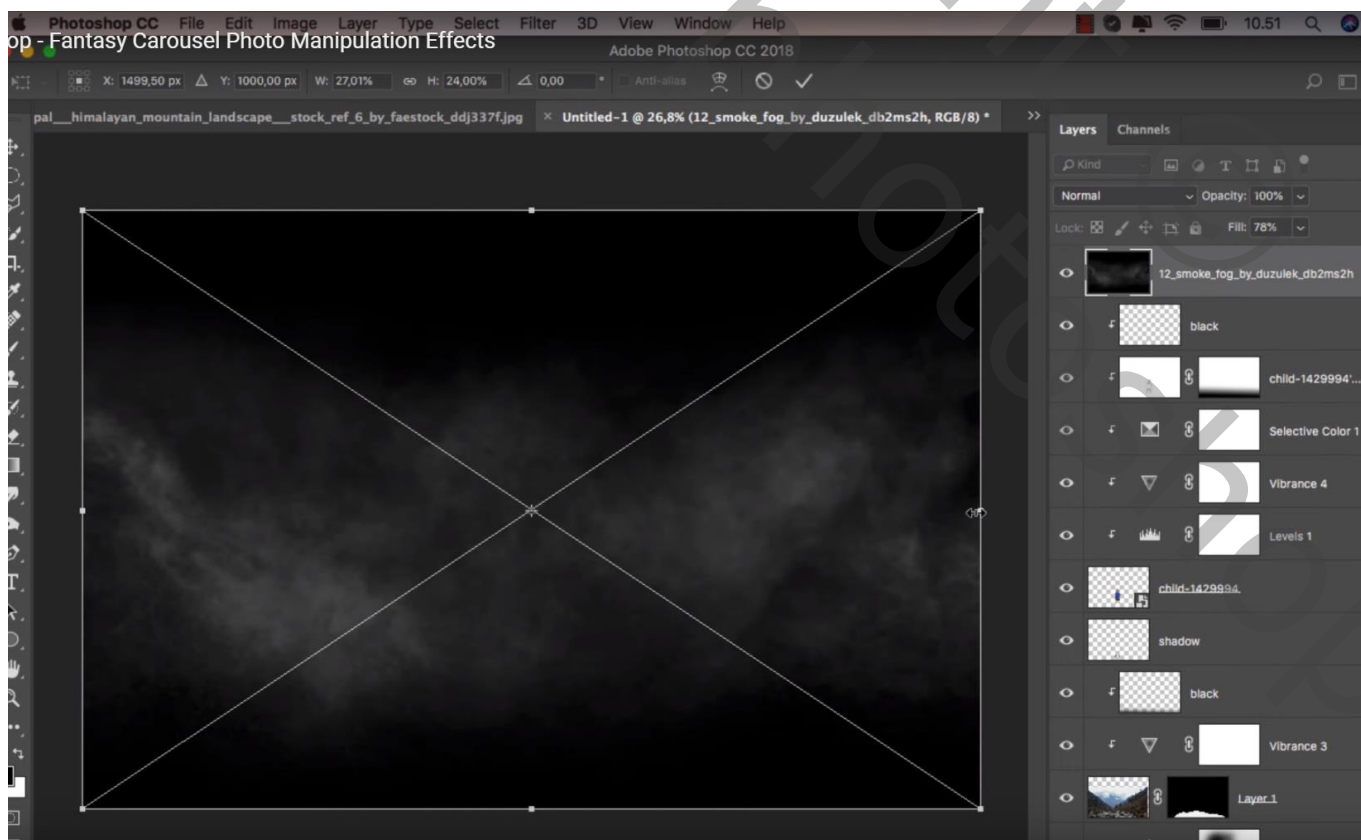 Photoshop CC File Edit Image Layer Type Select Filter 3D View Window Help 10.51
op - Fantasy Carousel Photo Manipulation Effects
Adobe Photoshop CC 2018
X: 1499,50 px Y: 1000,00 px W: 27,01% H: 24,00% 0,00 ° Anti-alias
pal__himalayan_mountain_landscape__stock_ref_6_by_faestock_ddj337f.jpg × Untitled-1 @ 26,8% (12_smoke_fog_by_duzulek_db2ms2h, RGB/8) *
Layers Channels
Kind
Normal Opacity: 100%
Lock: Fill: 78%
12_smoke_fog_by_duzulek_db2ms2h
black
child-1429994'...
Selective Color 1
Vibrance 4
Levels 1
child-1429994
shadow
black
Vibrance 3
Layer 1